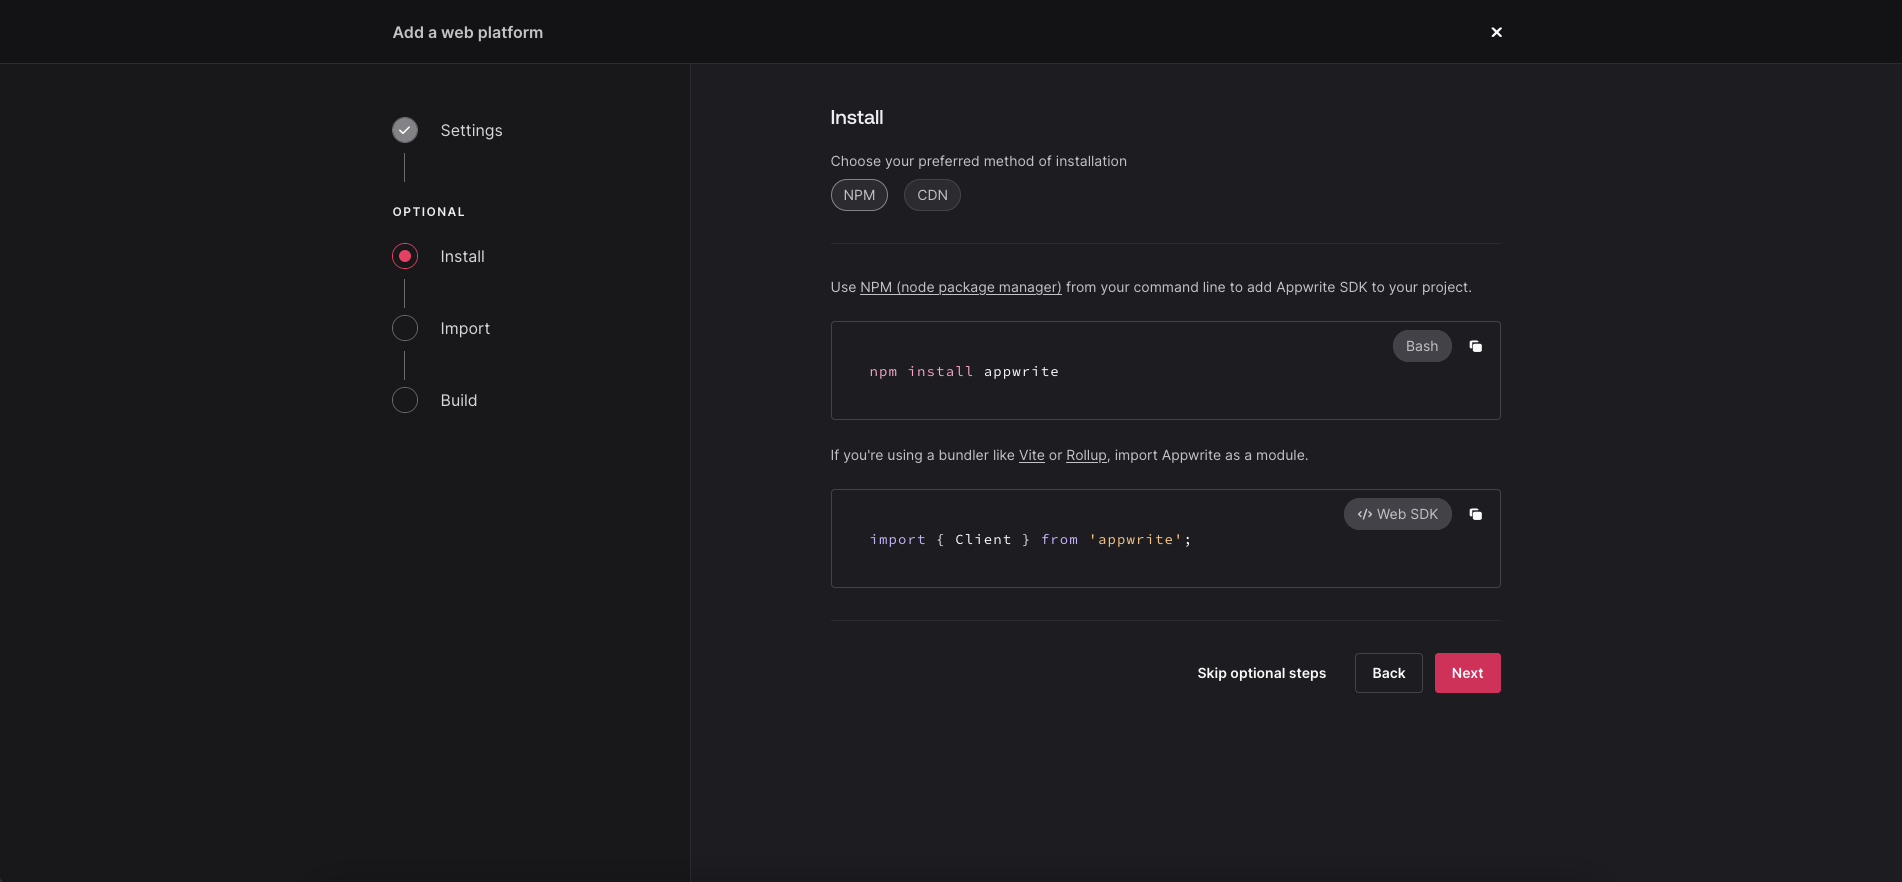 Add a web platform
Settings
OPTIONAL
Install
Import
Build
Install
Choose your preferred method of installation
NPM CDN
Use NPM (node package manager) from your command line to add Appwrite SDK to your project.
Bash
npm install appwrite
If you're using a bundler like Vite or Rollup, import Appwrite as a module.
</> Web SDK
import { Client } from 'appwrite';
Skip optional steps Back Next